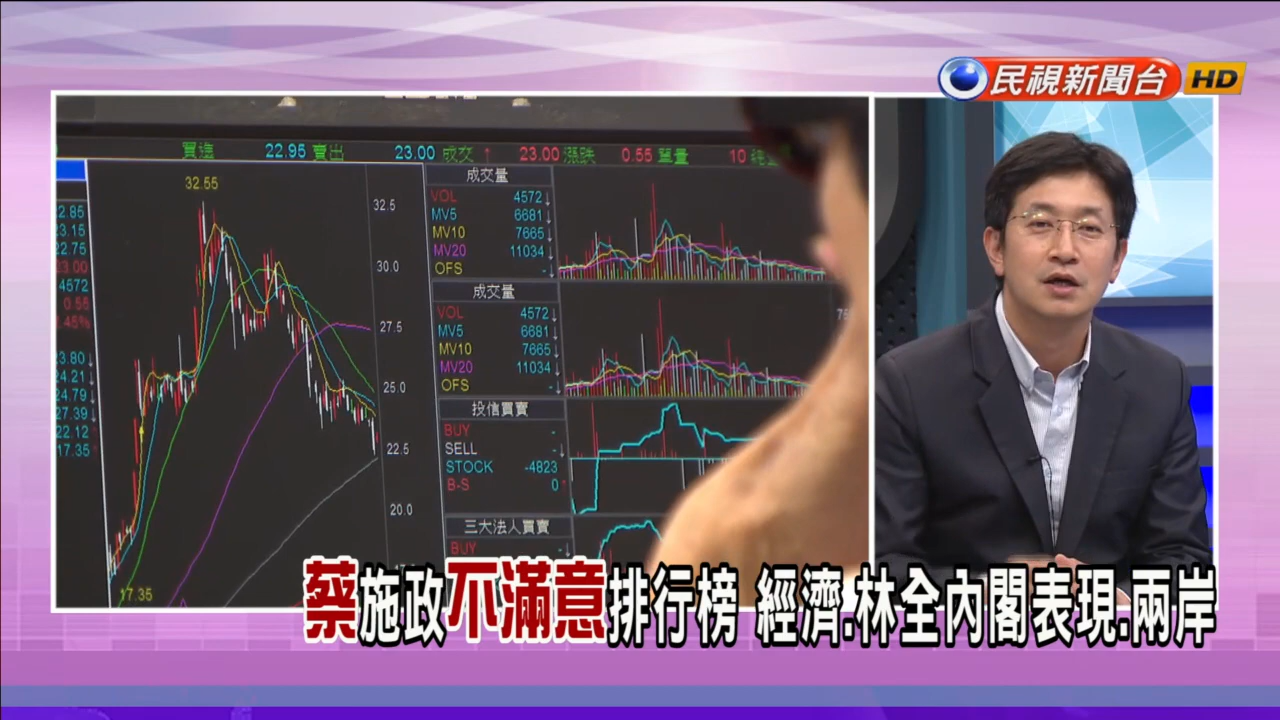 民視新聞台 HD
買進 22.95 賣出 23.00 成交 ↑ 23.00 漲跌 0.55 單量 10
32.55
32.5
30.0
27.5
25.0
22.5
20.0
17.35
22.85
23.15
22.75
23.00
4572
0.55
23.80↓
24.21↓
24.79↓
27.39↓
22.12
17.35
成交量
VOL 4572↓
MV5 6681↓
MV10 7665↓
MV20 11034↓
OFS -↓
成交量
VOL 4572↓
MV5 6681↓
MV10 7665↓
MV20 11034↓
OFS -↓
投信買賣
BUY -
SELL -↓
STOCK -4823
B-S 0
三大法人買賣
BUY -↓
蔡施政不滿意排行榜 經濟.林全內閣表現.兩岸